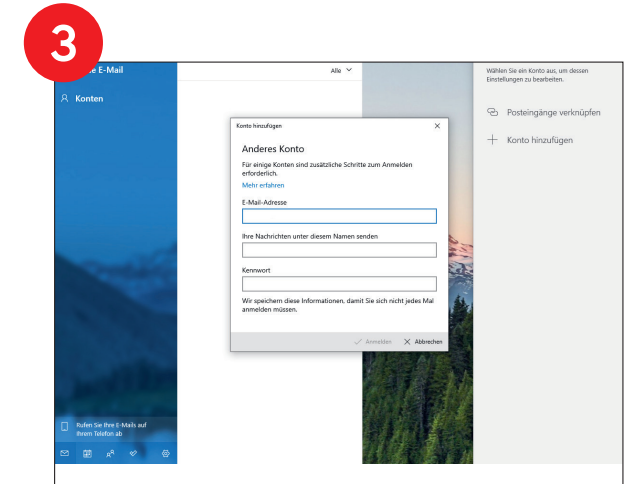 3
E-Mail
Alle
Konten
Wählen Sie ein Konto aus, um dessen
Einstellungen zu bearbeiten.
Posteingänge verknüpfen
Konto hinzufügen
Konto hinzufügen
Anderes Konto
Für einige Konten sind zusätzliche Schritte zum Anmelden
erforderlich.
Mehr erfahren
E-Mail-Adresse
Ihre Nachrichten unter diesem Namen senden
Kennwort
Wir speichern diese Informationen, damit Sie sich nicht jedes Mal
anmelden müssen.
Anmelden
Abbrechen
Rufen Sie Ihre E-Mails auf
Ihrem Telefon ab